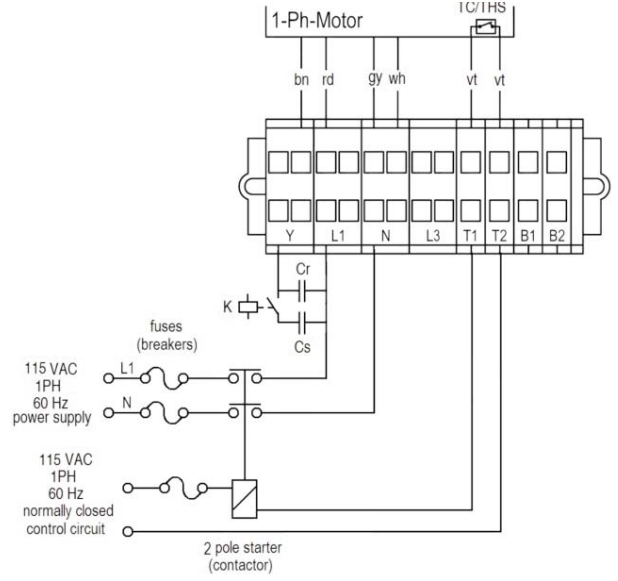 TC/THS
1-Ph-Motor
bn rd gy wh vt vt
Y L1 N L3 T1 T2 B1 B2
Cr
K
Cs
fuses
(breakers)
115 VAC
1PH
60 Hz
power supply
L1
N
115 VAC
1PH
60 Hz
normally closed
control circuit
2 pole starter
(contactor)